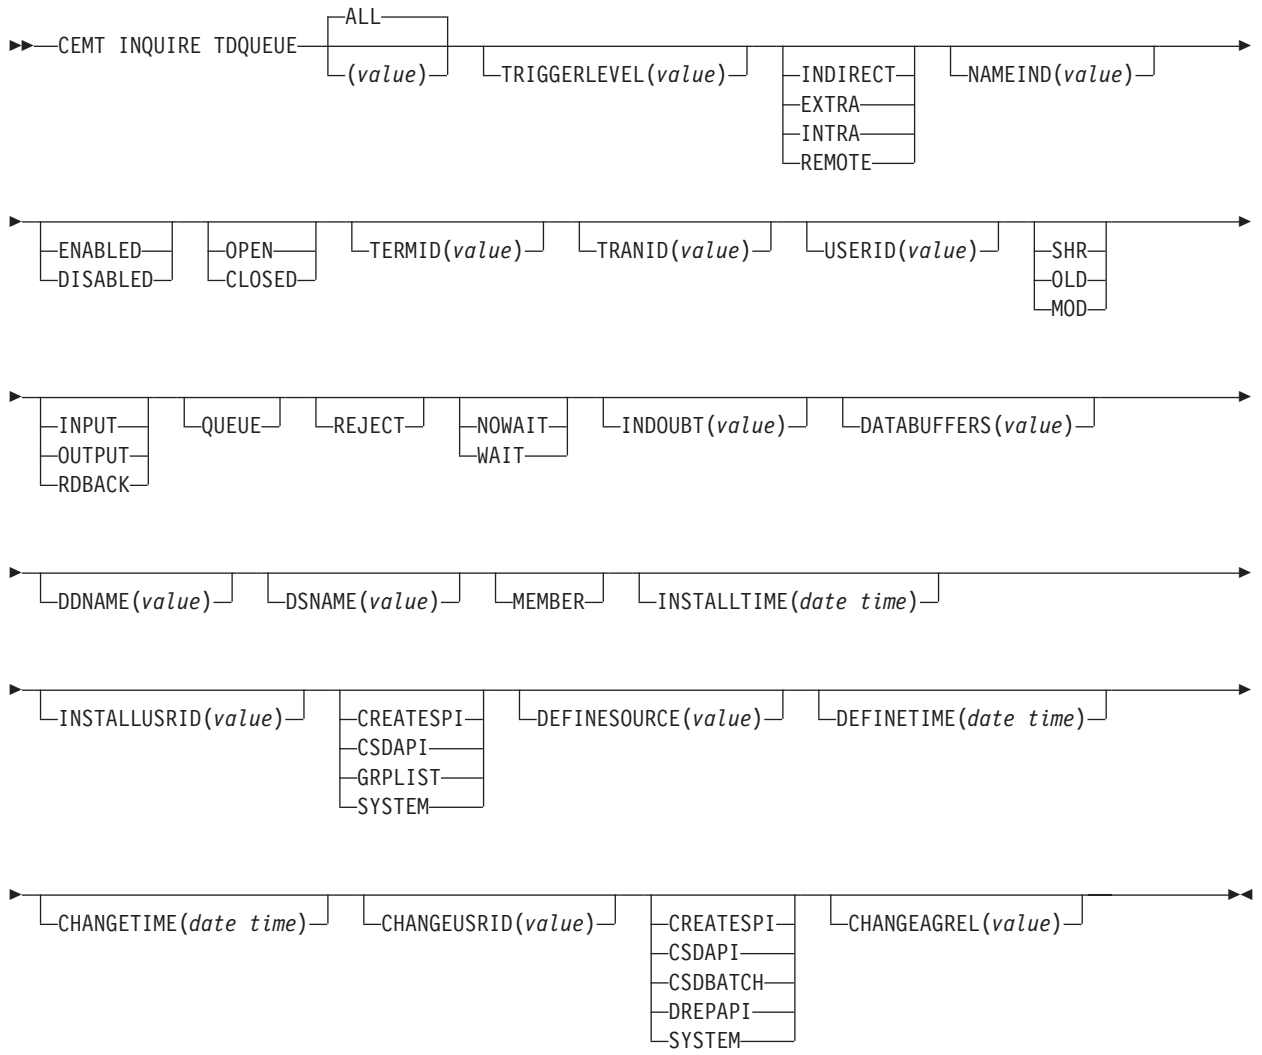 ALL
CEMT INQUIRE TDQUEUE
(value)
TRIGGERLEVEL(value)
INDIRECT
EXTRA
INTRA
REMOTE
NAMEIND(value)
ENABLED
DISABLED
OPEN
CLOSED
TERMID(value)
TRANID(value)
USERID(value)
SHR
OLD
MOD
INPUT
OUTPUT
RDBACK
QUEUE
REJECT
NOWAIT
WAIT
INDOUBT(value)
DATABUFFERS(value)
DDNAME(value)
DSNAME(value)
MEMBER
INSTALLTIME(date time)
INSTALLUSRID(value)
CREATESPI
CSDAPI
GRPLIST
SYSTEM
DEFINESOURCE(value)
DEFINETIME(date time)
CHANGETIME(date time)
CHANGEUSRID(value)
CREATESPI
CSDAPI
CSDBATCH
DREPAPI
SYSTEM
CHANGEAGREL(value)